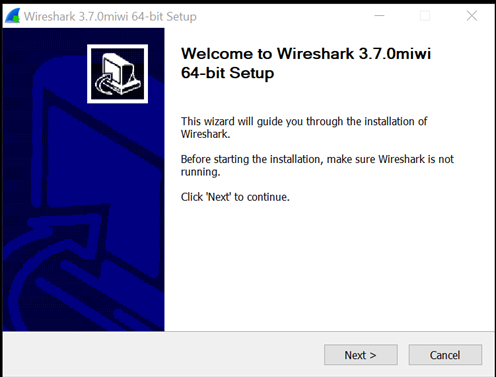 Wireshark 3.7.0miwi 64-bit Setup
Welcome to Wireshark 3.7.0miwi
64-bit Setup
This wizard will guide you through the installation of
Wireshark.
Before starting the installation, make sure Wireshark is not
running.
Click 'Next' to continue.
Next >
Cancel